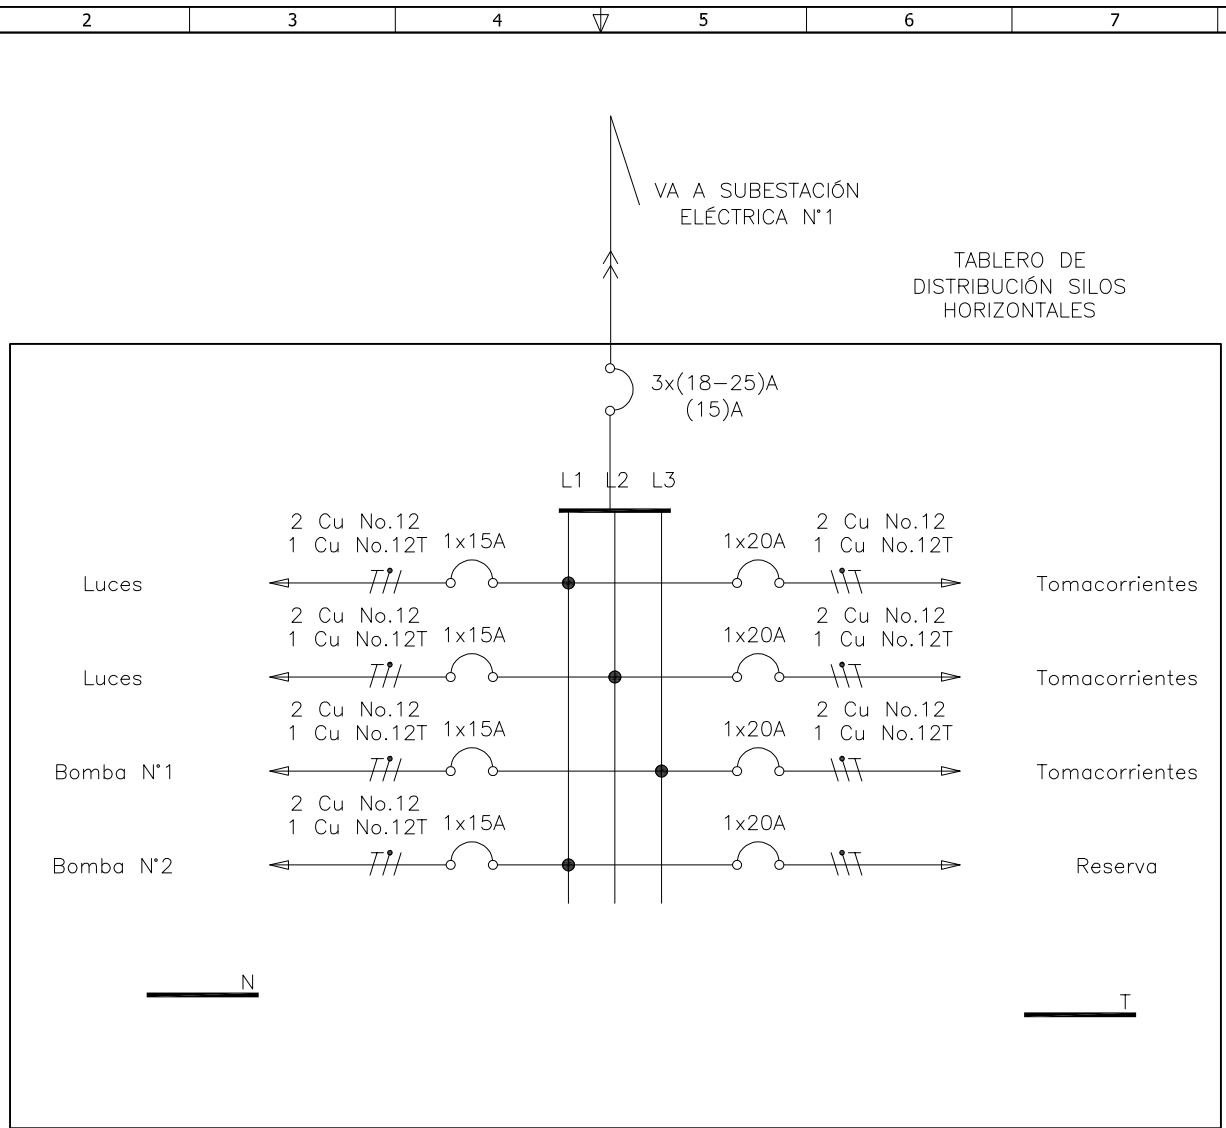 2 3 4 5 6 7
VA A SUBESTACIÓN
ELÉCTRICA N°1
TABLERO DE
DISTRIBUCIÓN SILOS
HORIZONTALES
3x(18-25)A
(15)A
L1 L2 L3
2 Cu No.12
1 Cu No.12T
1x15A
1x20A
2 Cu No.12
1 Cu No.12T
Luces
Tomacorrientes
2 Cu No.12
1 Cu No.12T
1x15A
1x20A
2 Cu No.12
1 Cu No.12T
Luces
Tomacorrientes
2 Cu No.12
1 Cu No.12T
1x15A
1x20A
2 Cu No.12
1 Cu No.12T
Bomba N°1
Tomacorrientes
2 Cu No.12
1 Cu No.12T
1x15A
1x20A
Bomba N°2
Reserva
N
T